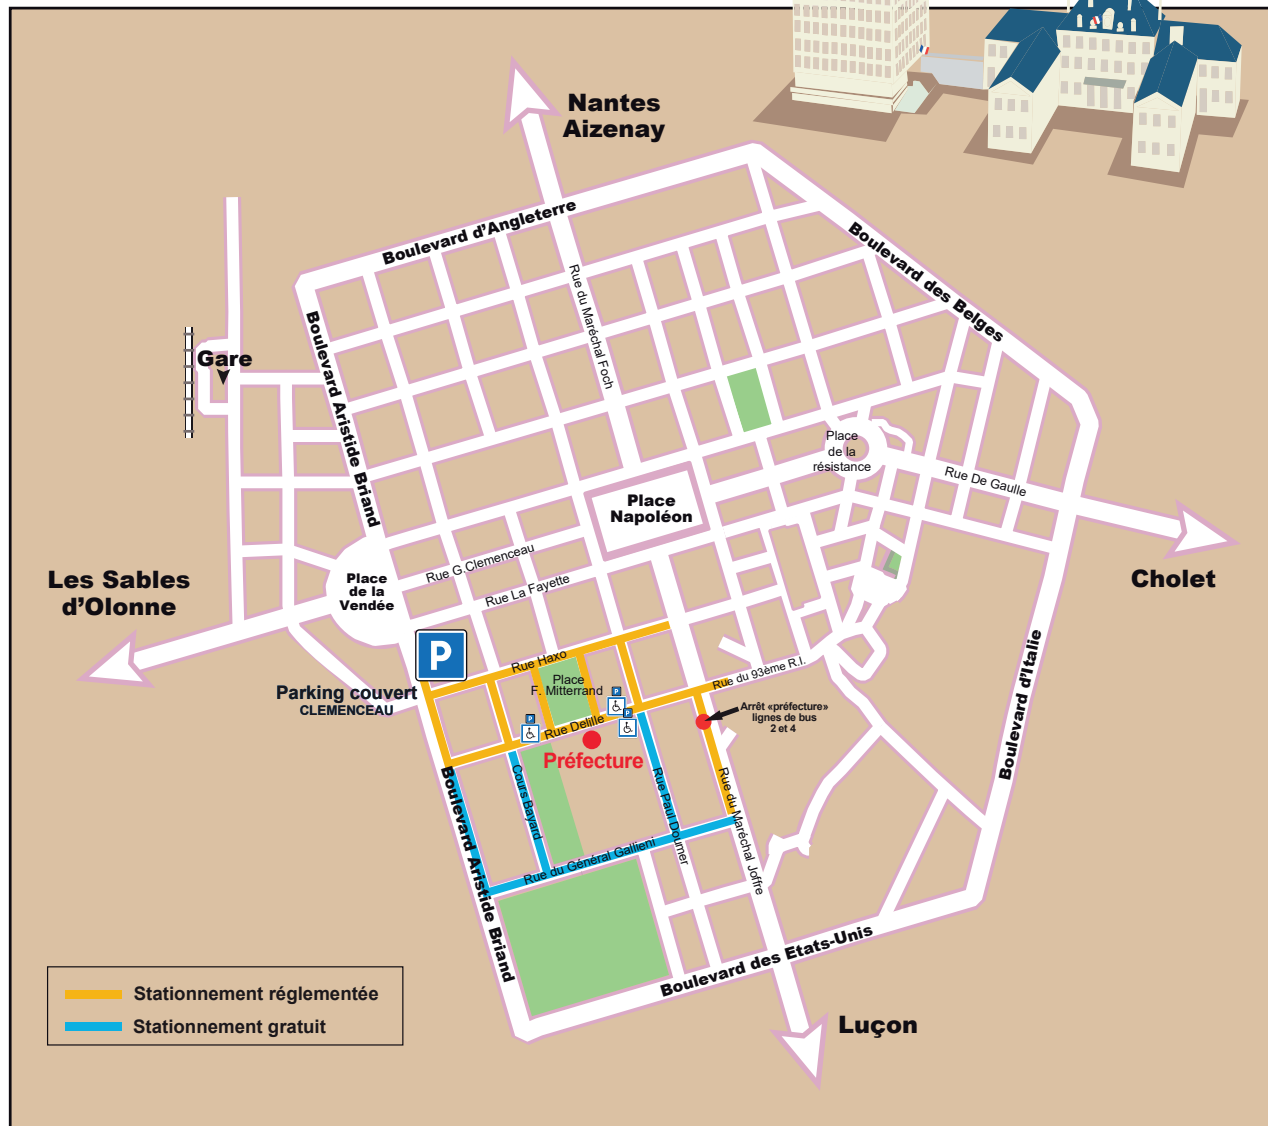 Nantes
Aizenay
Boulevard d'Angleterre
Boulevard des Belges
Rue du Maréchal Foch
Gare
Boulevard Aristide Briand
Place
de la
résistance
Rue De Gaulle
Place
Napoléon
Rue G.Clemenceau
Cholet
Les Sables
d'Olonne
Place
de la
Vendée
Rue La Fayette
P
Rue Haxo
Rue du 93ème R.I.
Boulevard d'Italie
Parking couvert
CLEMENCEAU
Place
F. Mitterrand
P
P
P
Arrêt «préfecture»
lignes de bus
2 et 4
Rue Delille
Préfecture
Boulevard Aristide Briand
Cours Bayard
Rue Paul Doumer
Rue du Maréchal Joffre
Rue du Général Gallieni
Boulevard des Etats-Unis
Stationnement réglementée
Stationnement gratuit
Luçon